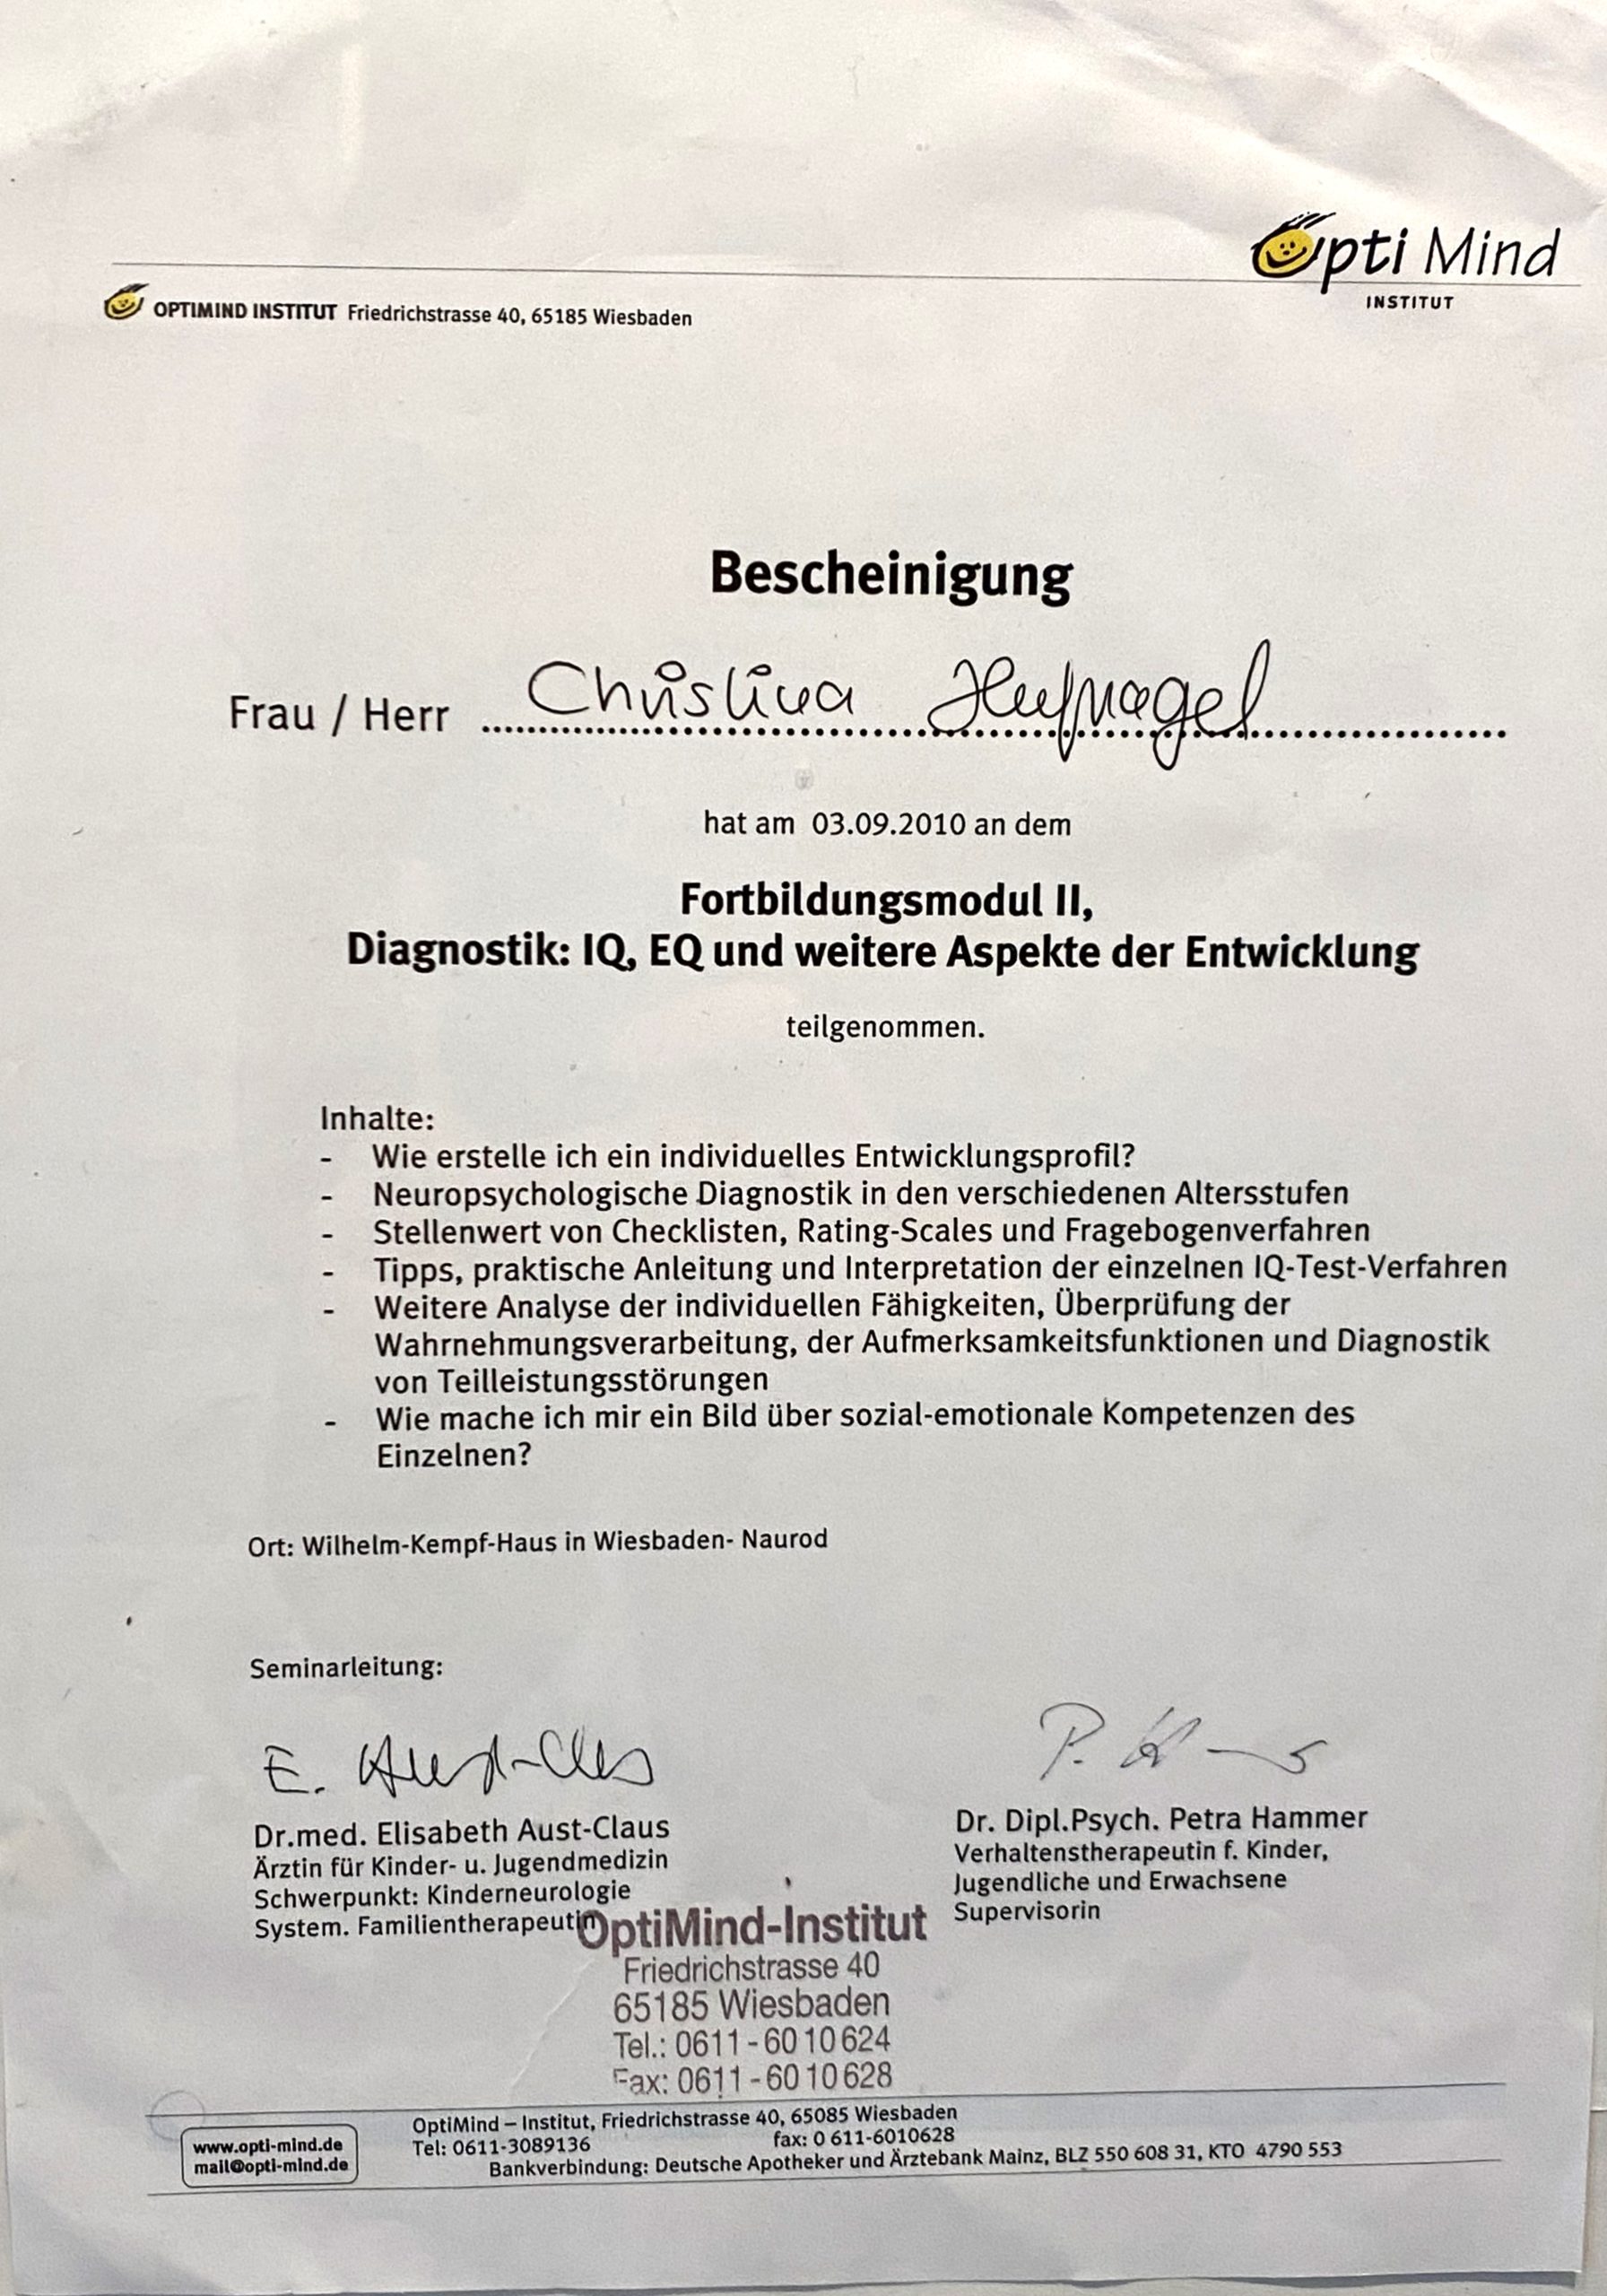 Opti Mind
INSTITUT
OPTIMIND INSTITUT Friedrichstrasse 40, 65185 Wiesbaden
Bescheinigung
Frau / Herr Christina Hufnagel
hat am 03.09.2010 an dem
Fortbildungsmodul II,
Diagnostik: IQ, EQ und weitere Aspekte der Entwicklung
teilgenommen.
Inhalte:
- Wie erstelle ich ein individuelles Entwicklungsprofil?
- Neuropsychologische Diagnostik in den verschiedenen Altersstufen
- Stellenwert von Checklisten, Rating-Scales und Fragebogenverfahren
- Tipps, praktische Anleitung und Interpretation der einzelnen IQ-Test-Verfahren
- Weitere Analyse der individuellen Fähigkeiten, Überprüfung der
Wahrnehmungsverarbeitung, der Aufmerksamkeitsfunktionen und Diagnostik
von Teilleistungsstörungen
- Wie mache ich mir ein Bild über sozial-emotionale Kompetenzen des
Einzelnen?
Ort: Wilhelm-Kempf-Haus in Wiesbaden- Naurod
Seminarleitung:
E. Aust-Claus
P.
Dr.med. Elisabeth Aust-Claus
Ärztin für Kinder- u. Jugendmedizin
Schwerpunkt: Kinderneurologie
System. Familientherapeutin
Dr. Dipl.Psych. Petra Hammer
Verhaltenstherapeutin f. Kinder,
Jugendliche und Erwachsene
Supervisorin
OptiMind-Institut
Friedrichstrasse 40
65185 Wiesbaden
Tel.: 0611-6010624
Fax: 0611-6010628
www.opti-mind.de
mail@opti-mind.de
OptiMind – Institut, Friedrichstrasse 40, 65085 Wiesbaden
Tel: 0611-3089136 fax: 0 611-6010628
Bankverbindung: Deutsche Apotheker und Ärztebank Mainz, BLZ 550 608 31, KTO 4790 553